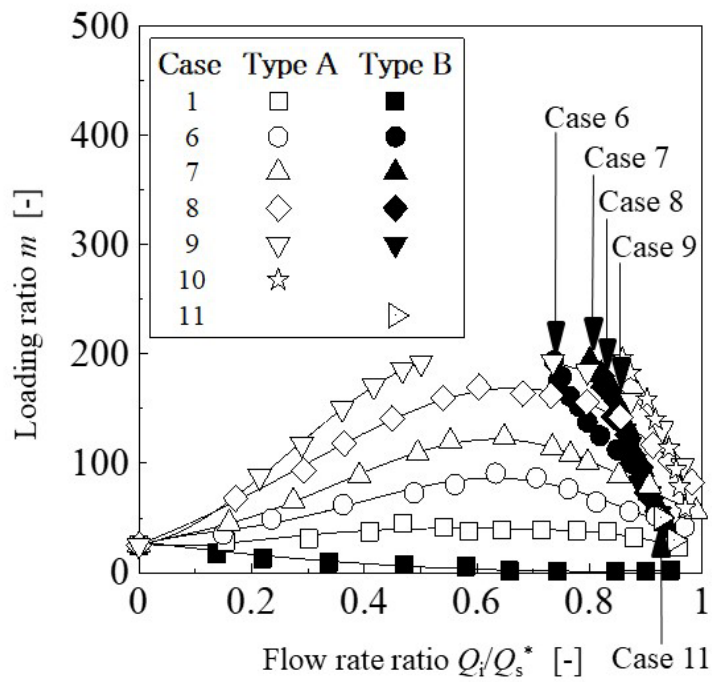 500
400
300
200
100
0
Loading ratio m [-]
Case Type A Type B
1
6
7
8
9
10
11
Case 6
Case 7
Case 8
Case 9
Case 11
0 0.2 0.4 0.6 0.8 1
Flow rate ratio Qi/Qs* [-]